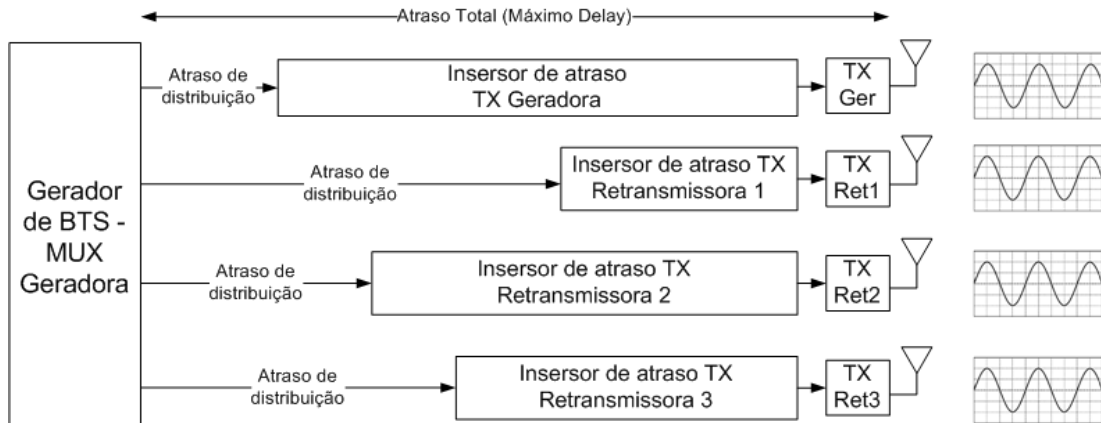 Atraso Total (Máximo Delay)
Gerador
de BTS -
MUX
Geradora
Atraso de
distribuição
Insersor de atraso
TX Geradora
TX
Ger
Atraso de
distribuição
Insersor de atraso TX
Retransmissora 1
TX
Ret1
Atraso de
distribuição
Insersor de atraso TX
Retransmissora 2
TX
Ret2
Atraso de
distribuição
Insersor de atraso TX
Retransmissora 3
TX
Ret3